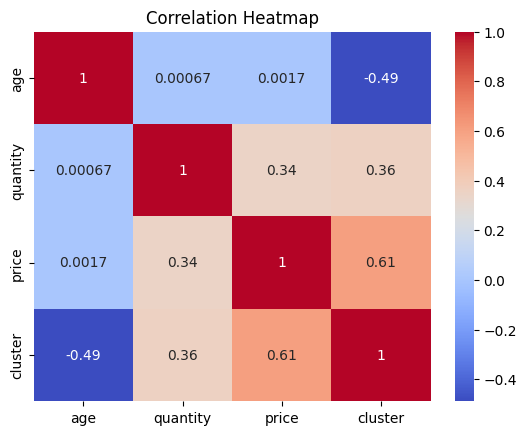 Correlation Heatmap
age 1 0.00067 0.0017 -0.49
quantity 0.00067 1 0.34 0.36
price 0.0017 0.34 1 0.61
cluster -0.49 0.36 0.61 1
age quantity price cluster
1.0
0.8
0.6
0.4
0.2
0.0
−0.2
−0.4